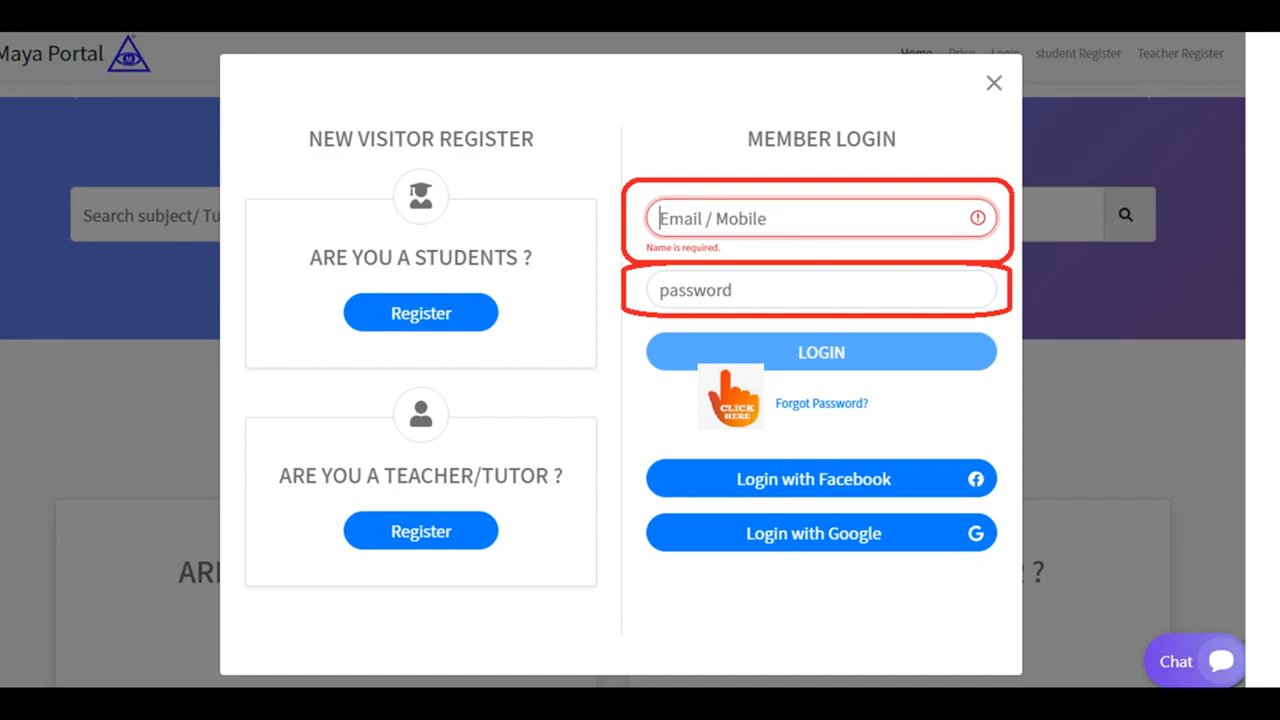 Maya Portal
M
Home Price Login student Register Teacher Register
NEW VISITOR REGISTER
ARE YOU A STUDENTS ?
Register
ARE YOU A TEACHER/TUTOR ?
Register
MEMBER LOGIN
Email / Mobile
Name is required.
password
LOGIN
CLICK
HERE
Forgot Password?
Login with Facebook
Login with Google
Search subject/ Tu
ARE
?
Chat